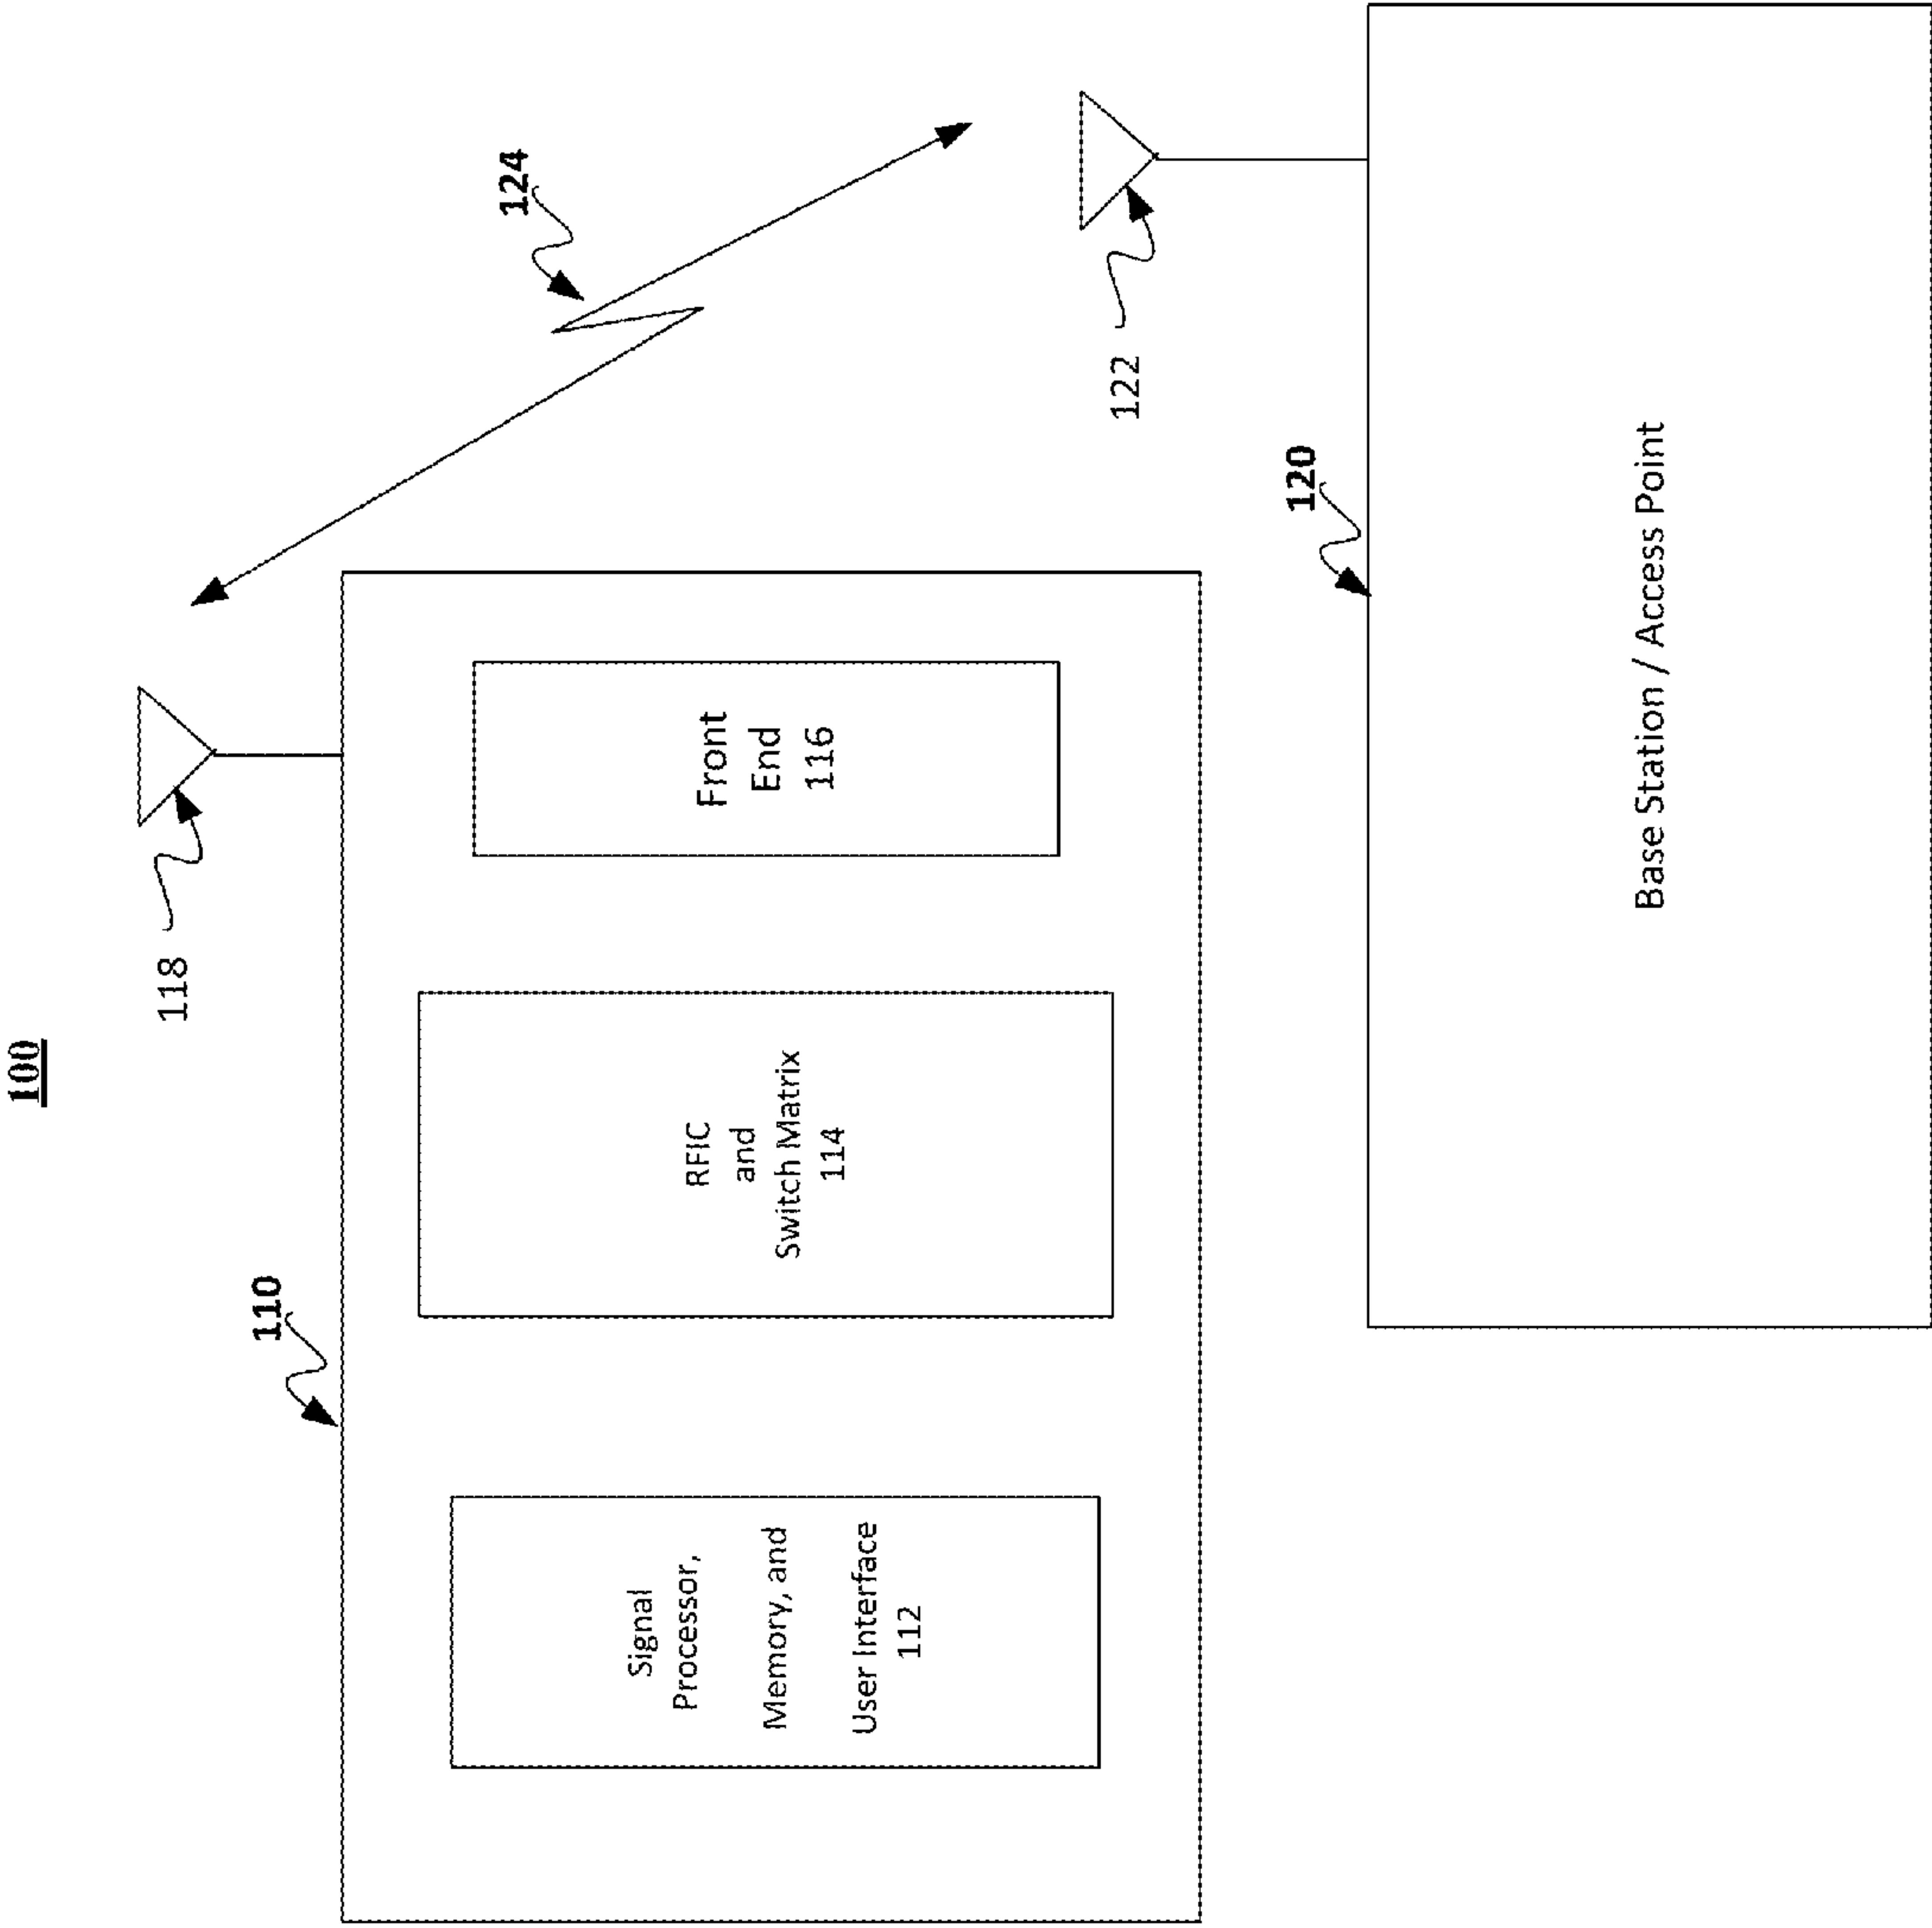 100
110
118
124
Signal
Processor,
Memory, and
User Interface
112
RFIC
and
Switch Matrix
114
Front
End
116
122
120
Base Station / Access Point